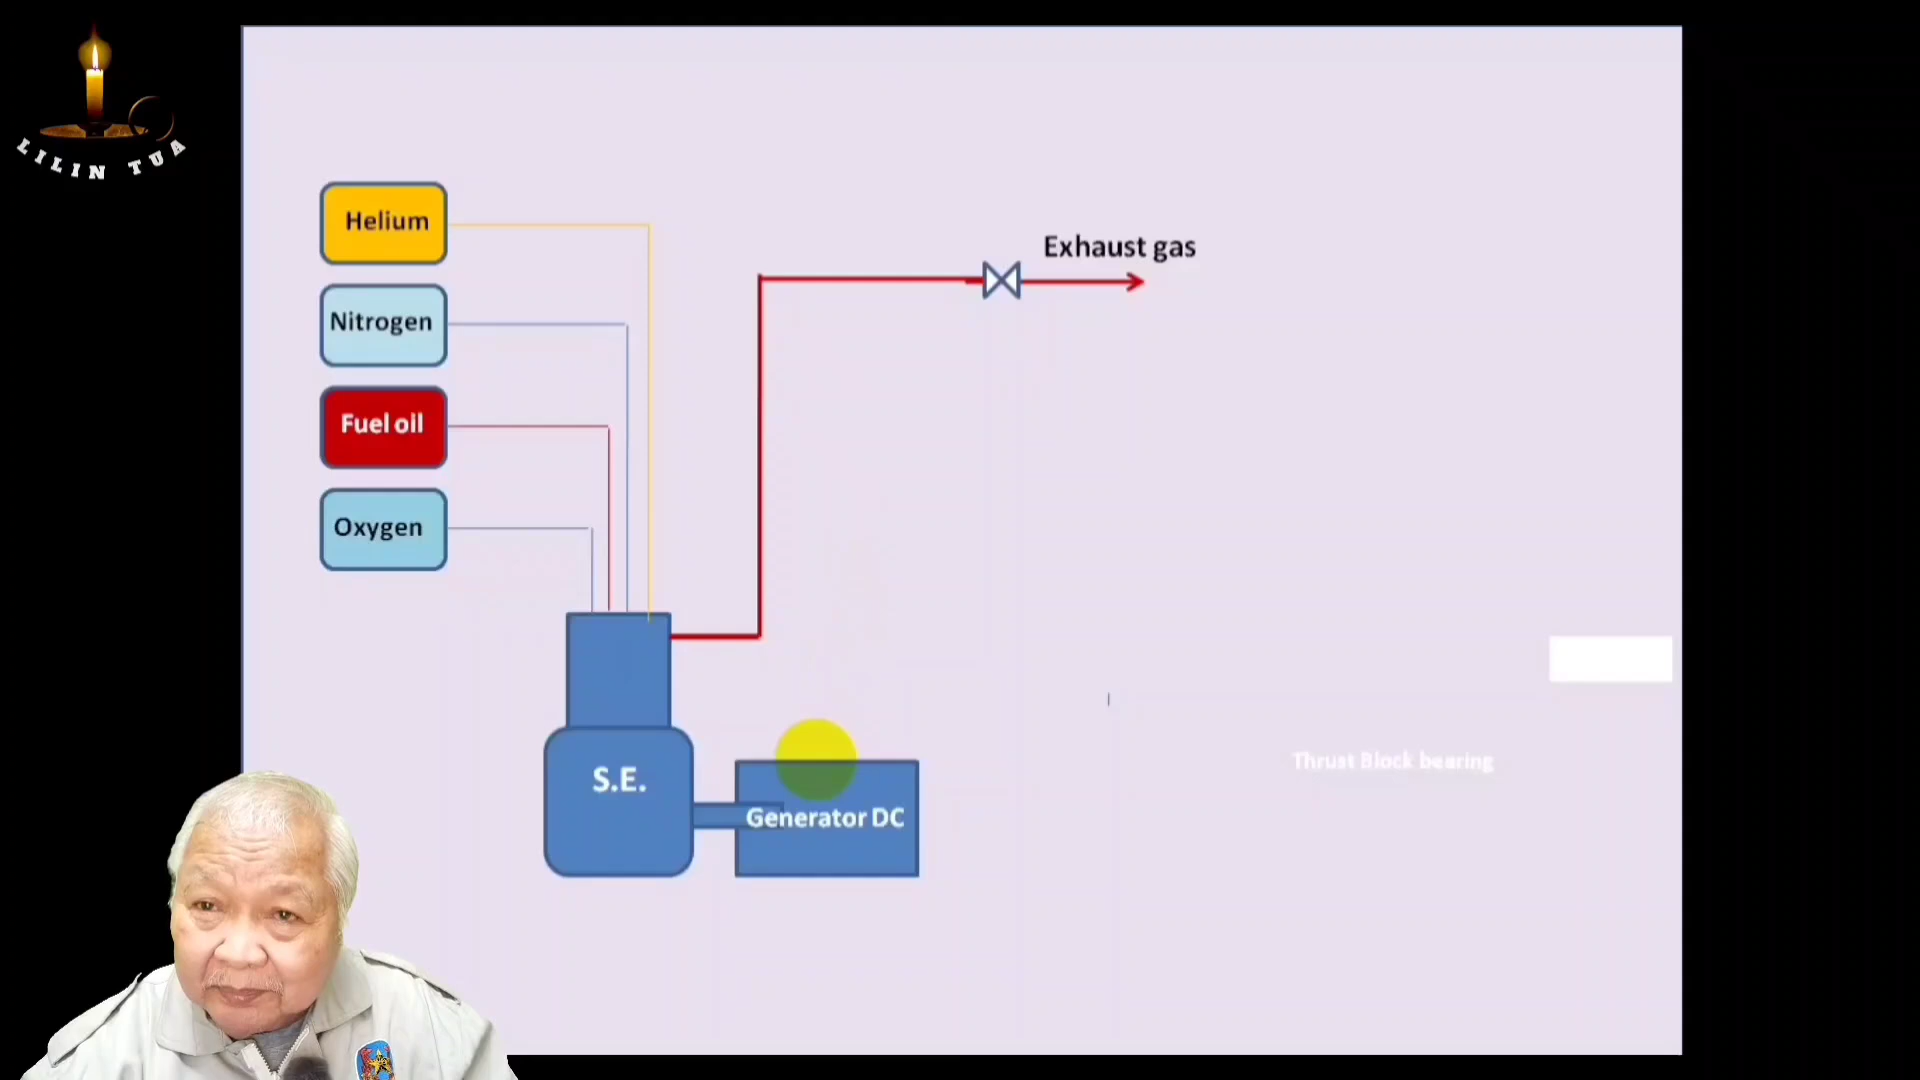 LILIN TUA
Helium
Exhaust gas
Nitrogen
Fuel oil
Oxygen
Thrust Block bearing
S.E.
Generator DC